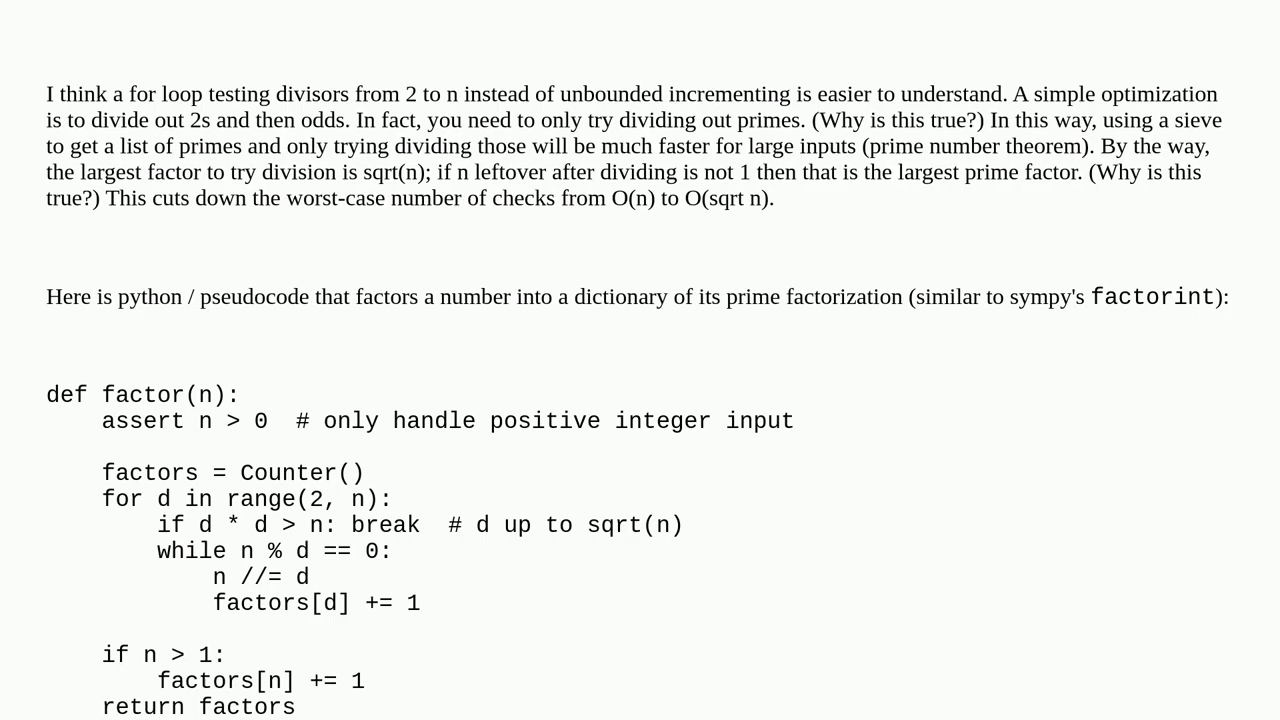 I think a for loop testing divisors from 2 to n instead of unbounded incrementing is easier to understand. A simple optimization
is to divide out 2s and then odds. In fact, you need to only try dividing out primes. (Why is this true?) In this way, using a sieve
to get a list of primes and only trying dividing those will be much faster for large inputs (prime number theorem). By the way,
the largest factor to try division is sqrt(n); if n leftover after dividing is not 1 then that is the largest prime factor. (Why is this
true?) This cuts down the worst-case number of checks from O(n) to O(sqrt n).
Here is python / pseudocode that factors a number into a dictionary of its prime factorization (similar to sympy's factorint):
def factor(n):
    assert n > 0  # only handle positive integer input
    factors = Counter()
    for d in range(2, n):
        if d * d > n: break  # d up to sqrt(n)
        while n % d == 0:
            n //= d
            factors[d] += 1
    if n > 1:
        factors[n] += 1
    return factors